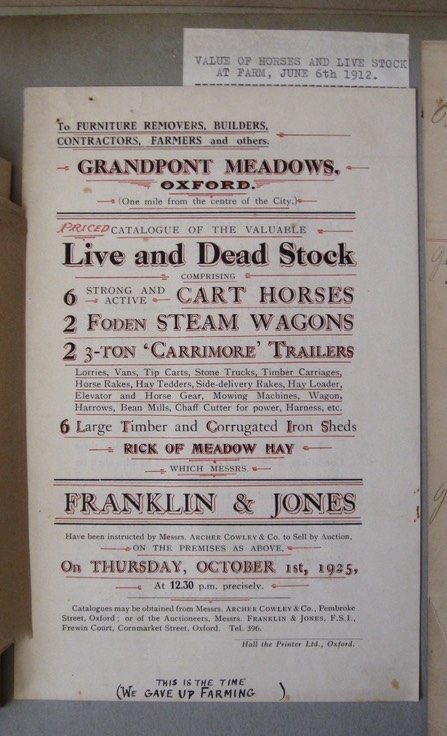 VALUE OF HORSES AND LIVE STOCK
AT FARM, JUNE 6th 1912.
To FURNITURE REMOVERS, BUILDERS,
CONTRACTORS, FARMERS and others.
GRANDPONT MEADOWS,
OXFORD.
(One mile from the centre of the City.)
PRICED CATALOGUE OF THE VALUABLE
Live and Dead Stock
COMPRISING
6 STRONG AND ACTIVE CART HORSES
2 FODEN STEAM WAGONS
2 3-TON 'CARRIMORE' TRAILERS
Lorries, Vans, Tip Carts, Stone Trucks, Timber Carriages,
Horse Rakes, Hay Tedders, Side-delivery Rakes, Hay Loader,
Elevator and Horse Gear, Mowing Machines, Wagon,
Harrows, Bean Mills, Chaff Cutter for power, Harness, etc.
6 Large Timber and Corrugated Iron Sheds
RICK OF MEADOW HAY
WHICH MESSRS.
FRANKLIN & JONES
Have been instructed by Messrs. ARCHER COWLEY & Co. to Sell by Auction,
ON THE PREMISES AS ABOVE,
On THURSDAY, OCTOBER 1st, 1925,
At 12.30 p.m. precisely.
Catalogues may be obtained from Messrs. ARCHER COWLEY & Co., Pembroke
Street, Oxford; or of the Auctioneers, Messrs. FRANKLIN & JONES, F.S.I.,
Frewin Court, Cornmarket Street, Oxford. Tel. 396.
Hall the Printer Ltd., Oxford.
THIS IS THE TIME
(WE GAVE UP FARMING ).